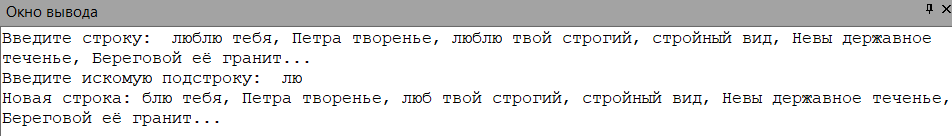 Окно вывода
Введите строку:  люблю тебя, Петра творенье, люблю твой строгий, стройный вид, Невы державное
теченье, Береговой её гранит...
Введите искомую подстроку:  лю
Новая строка: блю тебя, Петра творенье, люб твой строгий, стройный вид, Невы державное теченье,
Береговой её гранит...